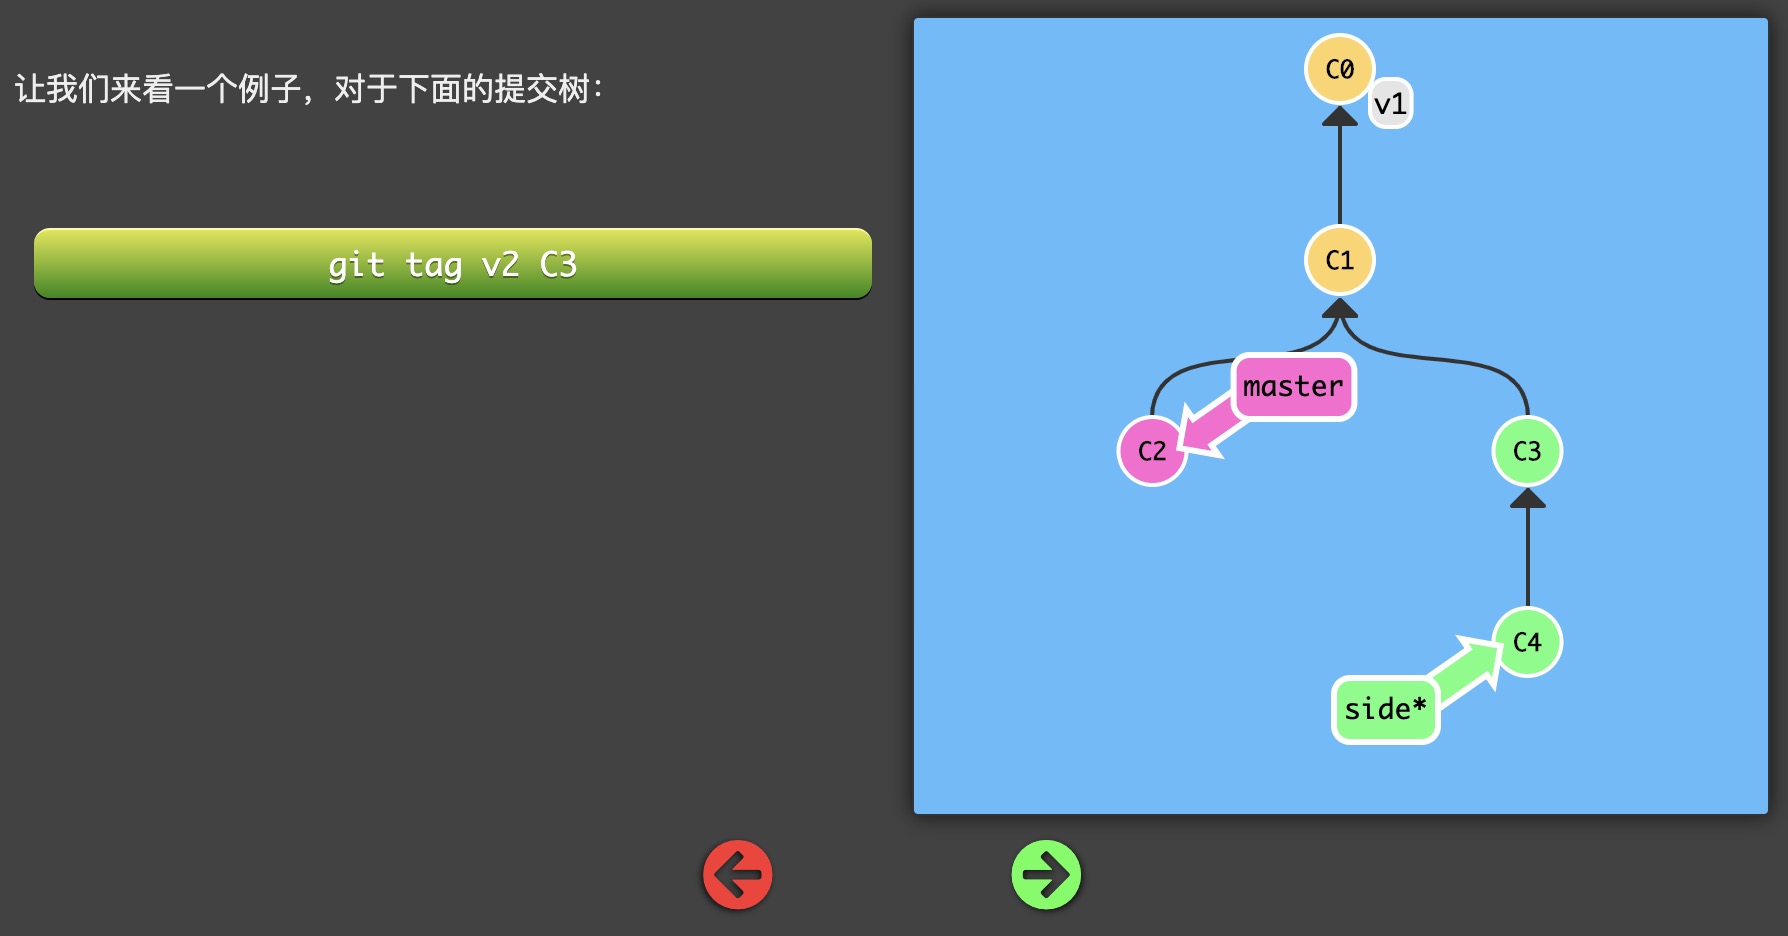 让我们来看一个例子，对于下面的提交树：
git tag v2 C3
C0
v1
C1
master
C2
C3
C4
side*